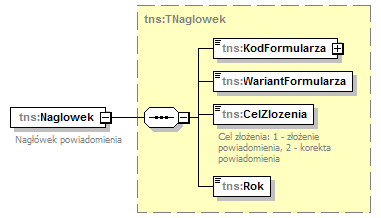 tns:TNaglowek
tns:KodFormularza
tns:WariantFormularza
tns:Naglowek
Nagłówek powiadomienia
tns:CelZlozenia
Cel złożenia: 1 - złożenie
powiadomienia, 2 - korekta
powiadomienia
tns:Rok